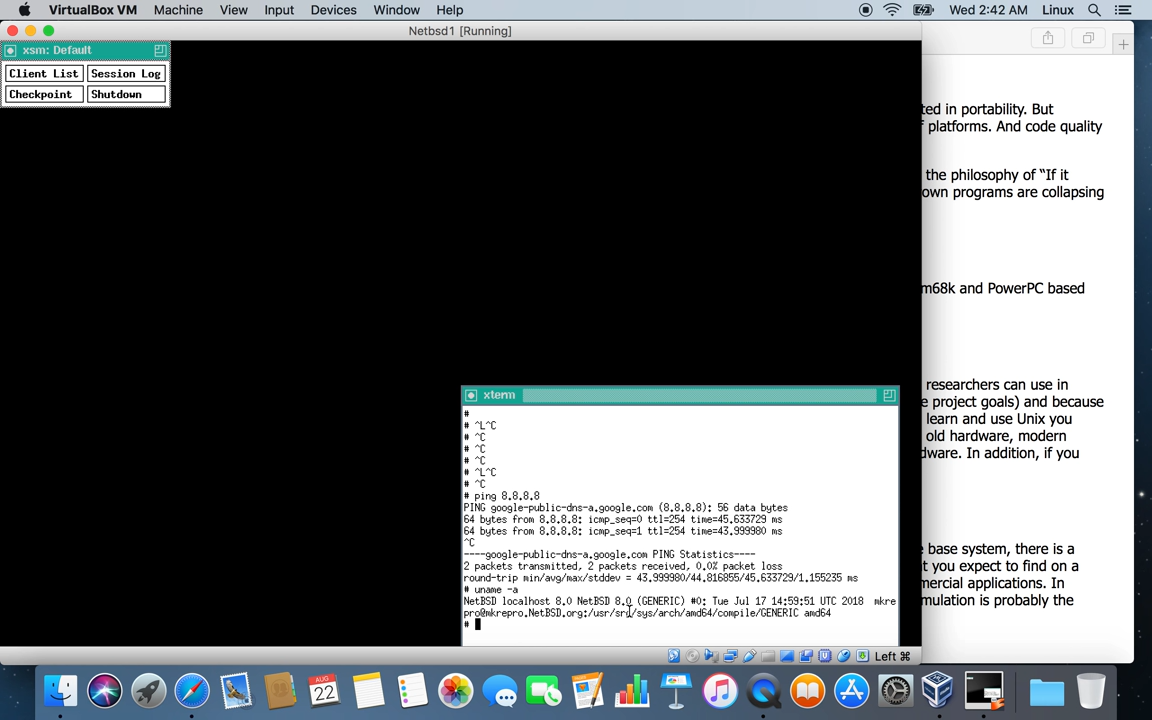 VirtualBox VM Machine View Input Devices Window Help Wed 2:42 AM Linux
Netbsd1 [Running]
xsm: Default
Client List Session Log
Checkpoint Shutdown
ted in portability. But
platforms. And code quality
the philosophy of “If it
own programs are collapsing
m68k and PowerPC based
researchers can use in
e project goals) and because
learn and use Unix you
old hardware, modern
dware. In addition, if you
base system, there is a
t you expect to find on a
mercial applications. In
mulation is probably the
xterm
#
# ^L^C
# ^C
# ^C
# ^C
# ^L^C
# ^C
# ping 8.8.8.8
PING google-public-dns-a.google.com (8.8.8.8): 56 data bytes
64 bytes from 8.8.8.8: icmp_seq=0 ttl=254 time=45.633729 ms
64 bytes from 8.8.8.8: icmp_seq=1 ttl=254 time=43.999980 ms
^C
----google-public-dns-a.google.com PING Statistics----
2 packets transmitted, 2 packets received, 0.0% packet loss
round-trip min/avg/max/stddev = 43.999980/44.816855/45.633729/1.155235 ms
# uname -a
NetBSD localhost 8.0 NetBSD 8.0 (GENERIC) #0: Tue Jul 17 14:59:51 UTC 2018 mkre
pro@mkrepro.NetBSD.org:/usr/src/sys/arch/amd64/compile/GENERIC amd64
#
Left ⌘
AUG
22